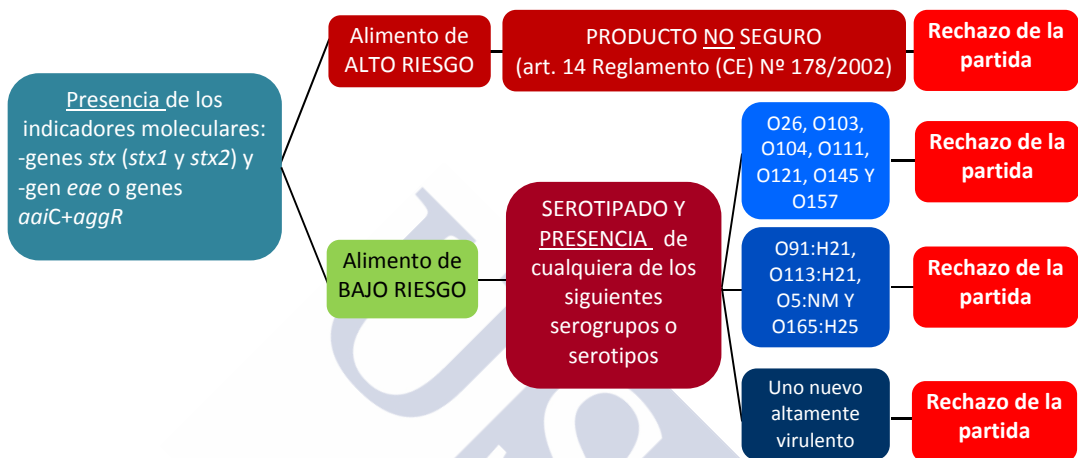 Presencia de los
indicadores moleculares:
-genes stx (stx1 y stx2) y
-gen eae o genes
aaiC+aggR
Alimento de
ALTO RIESGO
PRODUCTO NO SEGURO
(art. 14 Reglamento (CE) Nº 178/2002)
Rechazo de la
partida
Alimento de
BAJO RIESGO
SEROTIPADO Y
PRESENCIA de
cualquiera de los
siguientes
serogrupos o
serotipos
O26, O103,
O104, O111,
O121, O145 Y
O157
Rechazo de la
partida
O91:H21,
O113:H21,
O5:NM Y
O165:H25
Rechazo de la
partida
Uno nuevo
altamente
virulento
Rechazo de la
partida